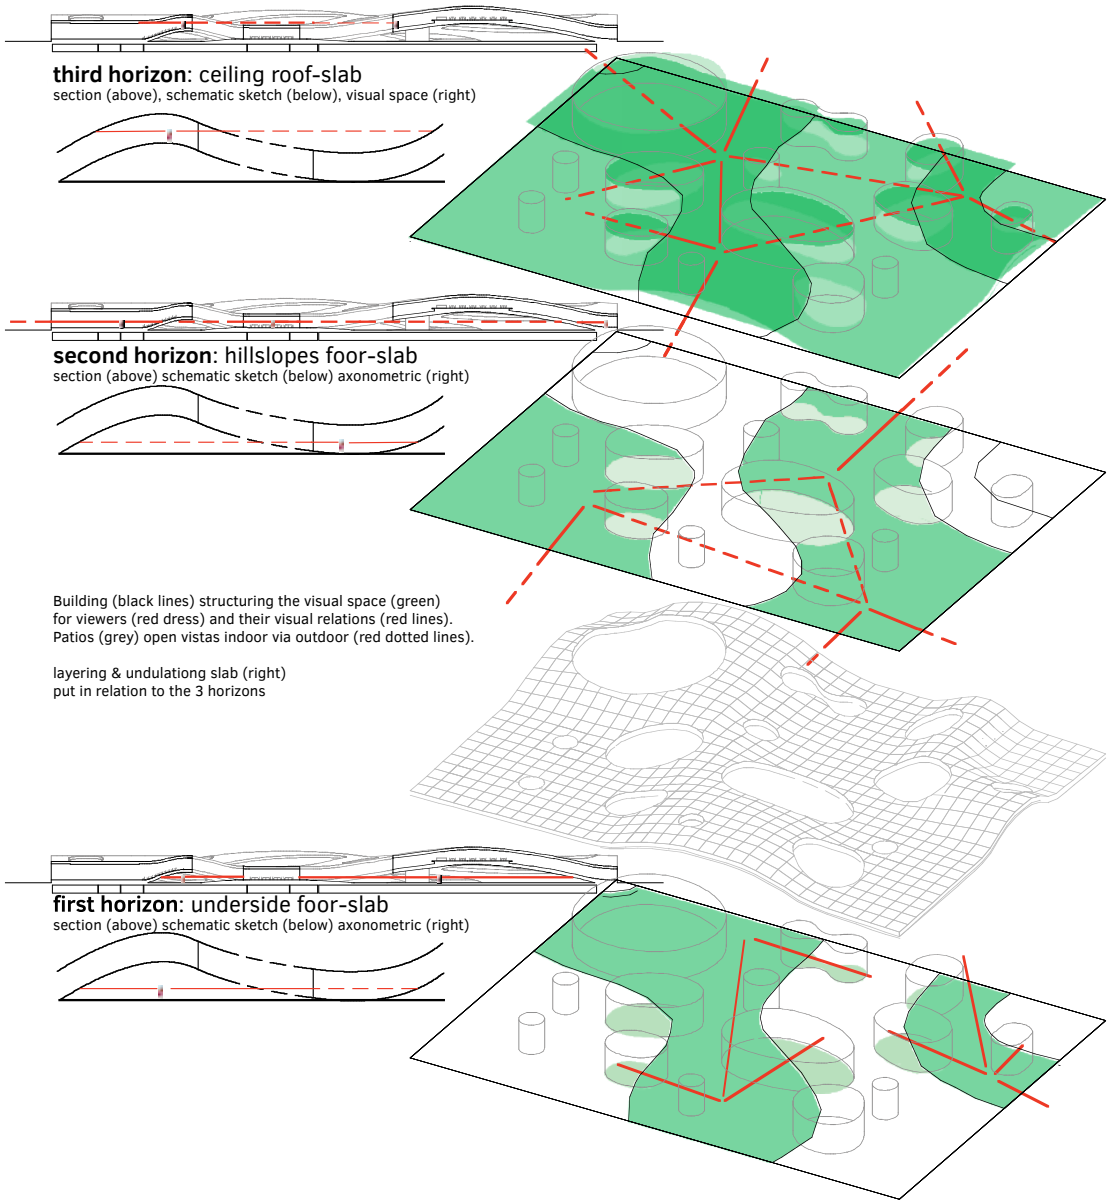 third horizon: ceiling roof-slab
section (above), schematic sketch (below), visual space (right)
second horizon: hillslopes foor-slab
section (above) schematic sketch (below) axonometric (right)
Building (black lines) structuring the visual space (green)
for viewers (red dress) and their visual relations (red lines).
Patios (grey) open vistas indoor via outdoor (red dotted lines).
layering & undulationg slab (right)
put in relation to the 3 horizons
first horizon: underside foor-slab
section (above) schematic sketch (below) axonometric (right)